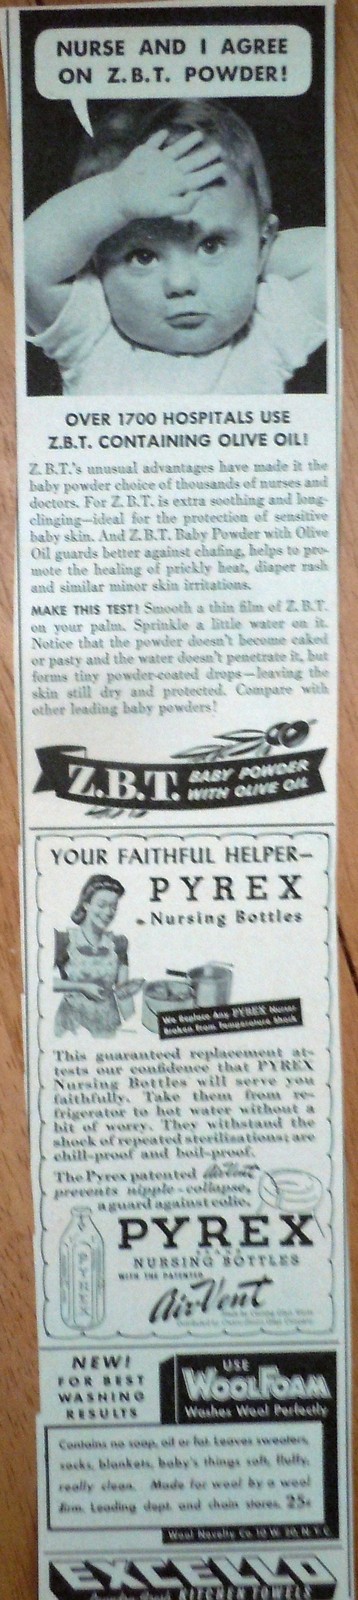 NURSE AND I AGREE
ON Z.B.T. POWDER!
OVER 1700 HOSPITALS USE
Z.B.T. CONTAINING OLIVE OIL!
Z.B.T.'s unusual advantages have made it the
baby powder choice of thousands of nurses and
doctors. For Z.B.T. is extra soothing and long-
clinging—ideal for the protection of sensitive
baby skin. And Z.B.T. Baby Powder with Olive
Oil guards better against chafing, helps to pro-
mote the healing of prickly heat, diaper rash
and similar minor skin irritations.
MAKE THIS TEST! Smooth a thin film of Z.B.T.
on your palm. Sprinkle a little water on it.
Notice that the powder doesn't become caked
or pasty and the water doesn't penetrate it, but
forms tiny powder-coated drops—leaving the
skin still dry and protected. Compare with
other leading baby powders!
Z.B.T. BABY POWDER
WITH OLIVE OIL
YOUR FAITHFUL HELPER—
PYREX
Nursing Bottles
We Replace Any PYREX Nurser
Broken from Temperature Shock
This guaranteed replacement at-
tests our confidence that PYREX
Nursing Bottles will serve you
faithfully. Take them from re-
frigerator to hot water without a
bit of worry. They withstand the
shock of repeated sterilizations; are
chill-proof and boil-proof.
The Pyrex patented AirVent
prevents nipple-collapse,
a guard against colic.
PYREX
PYREX
BRAND
NURSING BOTTLES
WITH THE PATENTED
AirVent
NEW!
FOR BEST
WASHING
RESULTS
USE
WOOLFOAM
Washes Wool Perfectly
Contains no soap, oil or fat. Leaves sweaters,
socks, blankets, baby's things soft, fluffy,
really clean. Made for wool by a wool
firm. Leading dept. and chain stores. 25¢
Wool Novelty Co. 10 W. 20, N.Y.C.
EXCELLO
KITCHEN TOWELS